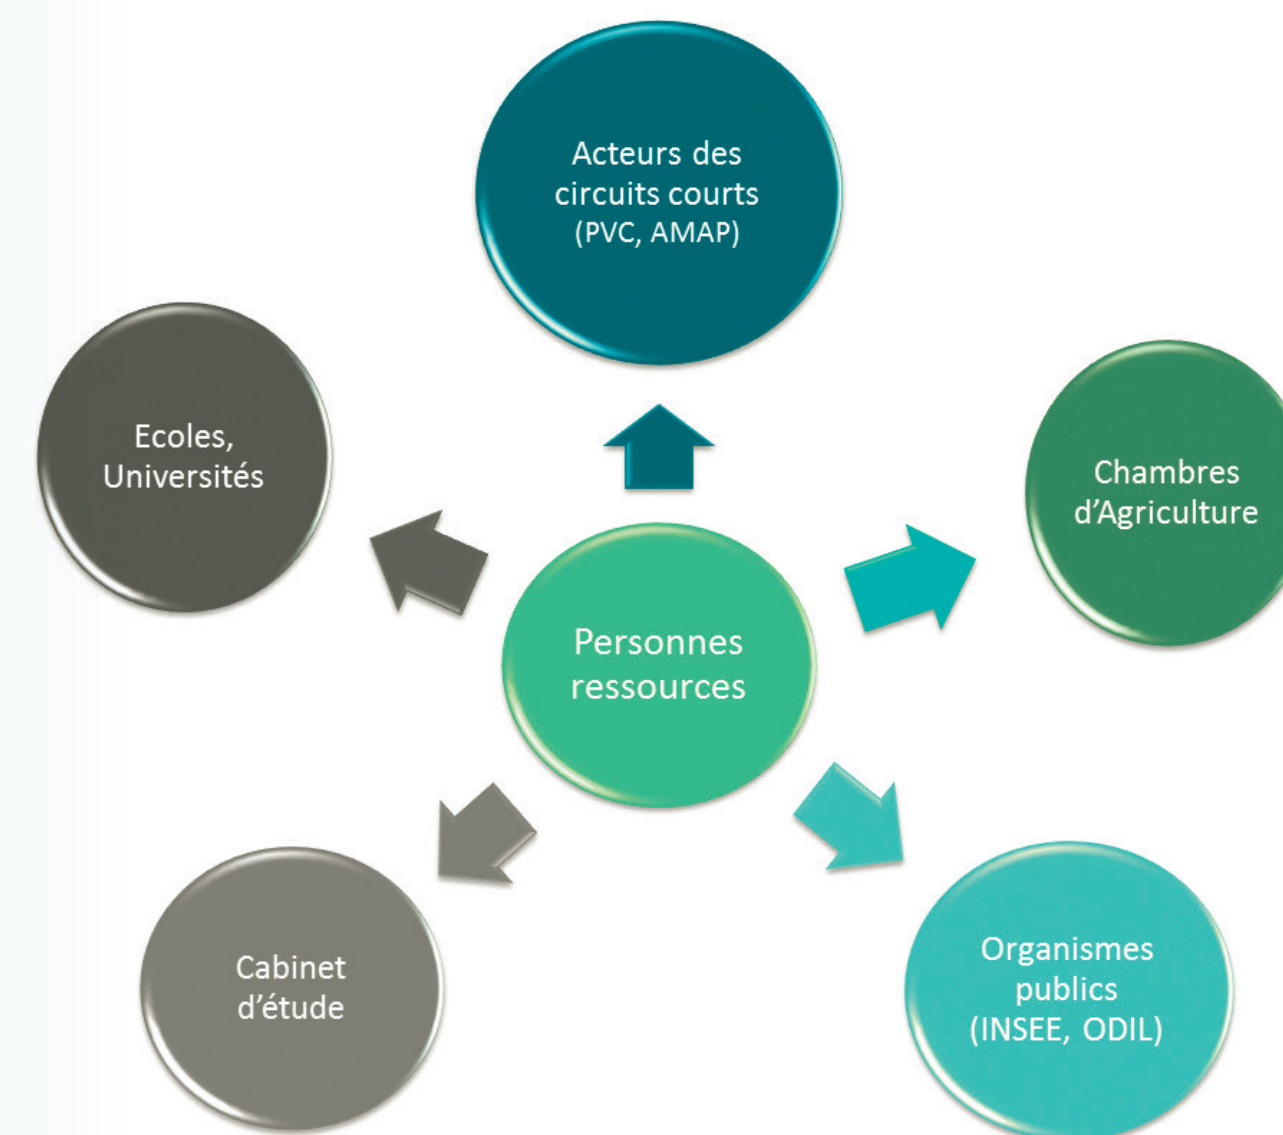 Acteurs des
circuits courts
(PVC, AMAP)
Ecoles,
Universités
Chambres
d’Agriculture
Personnes
ressources
Cabinet
d’étude
Organismes
publics
(INSEE, ODIL)